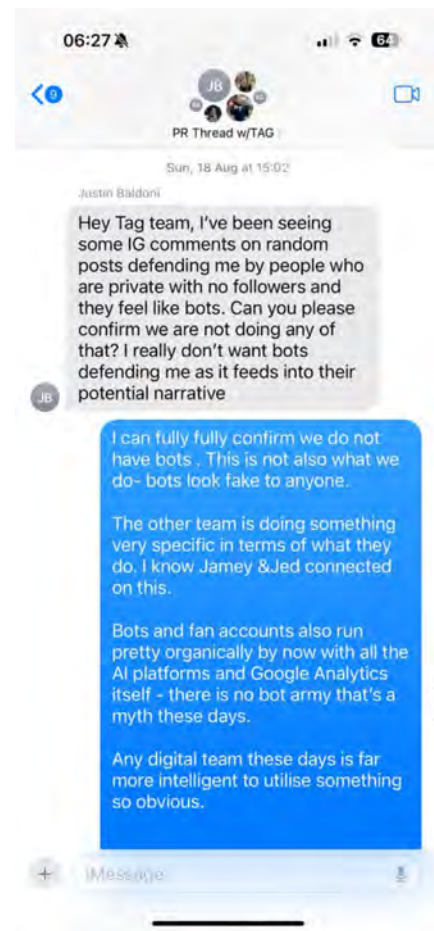 06:27
64
9
JB
PR Thread w/TAG
Sun, 18 Aug at 15:02
Justin Baldoni
Hey Tag team, I've been seeing
some IG comments on random
posts defending me by people who
are private with no followers and
they feel like bots. Can you please
confirm we are not doing any of
that? I really don't want bots
defending me as it feeds into their
potential narrative
JB
I can fully fully confirm we do not
have bots . This is not also what we
do- bots look fake to anyone.
The other team is doing something
very specific in terms of what they
do. I know Jamey &Jed connected
on this.
Bots and fan accounts also run
pretty organically by now with all the
AI platforms and Google Analytics
itself - there is no bot army that's a
myth these days.
Any digital team these days is far
more intelligent to utilise something
so obvious.
iMessage